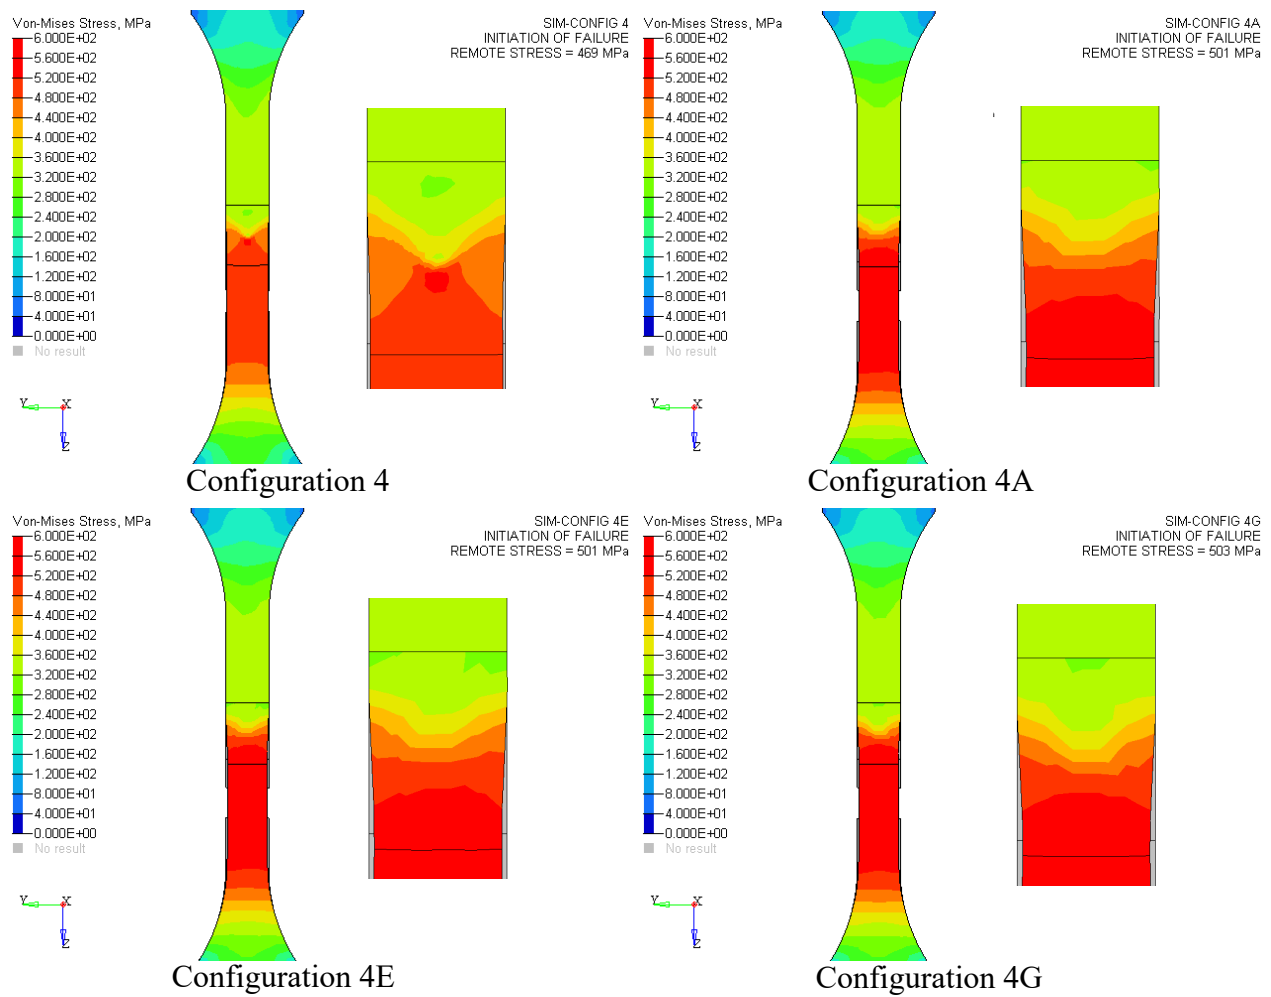 Von-Mises Stress, MPa
6.000E+02
5.600E+02
5.200E+02
4.800E+02
4.400E+02
4.000E+02
3.600E+02
3.200E+02
2.800E+02
2.400E+02
2.000E+02
1.600E+02
1.200E+02
8.000E+01
4.000E+01
0.000E+00
No result
SIM-CONFIG 4
INITIATION OF FAILURE
REMOTE STRESS = 469 MPa
Y
X
Z
Configuration 4
Von-Mises Stress, MPa
6.000E+02
5.600E+02
5.200E+02
4.800E+02
4.400E+02
4.000E+02
3.600E+02
3.200E+02
2.800E+02
2.400E+02
2.000E+02
1.600E+02
1.200E+02
8.000E+01
4.000E+01
0.000E+00
No result
SIM-CONFIG 4A
INITIATION OF FAILURE
REMOTE STRESS = 501 MPa
Y
X
Z
Configuration 4A
Von-Mises Stress, MPa
6.000E+02
5.600E+02
5.200E+02
4.800E+02
4.400E+02
4.000E+02
3.600E+02
3.200E+02
2.800E+02
2.400E+02
2.000E+02
1.600E+02
1.200E+02
8.000E+01
4.000E+01
0.000E+00
No result
SIM-CONFIG 4E
INITIATION OF FAILURE
REMOTE STRESS = 501 MPa
Y
X
Z
Configuration 4E
Von-Mises Stress, MPa
6.000E+02
5.600E+02
5.200E+02
4.800E+02
4.400E+02
4.000E+02
3.600E+02
3.200E+02
2.800E+02
2.400E+02
2.000E+02
1.600E+02
1.200E+02
8.000E+01
4.000E+01
0.000E+00
No result
SIM-CONFIG 4G
INITIATION OF FAILURE
REMOTE STRESS = 503 MPa
Y
X
Z
Configuration 4G